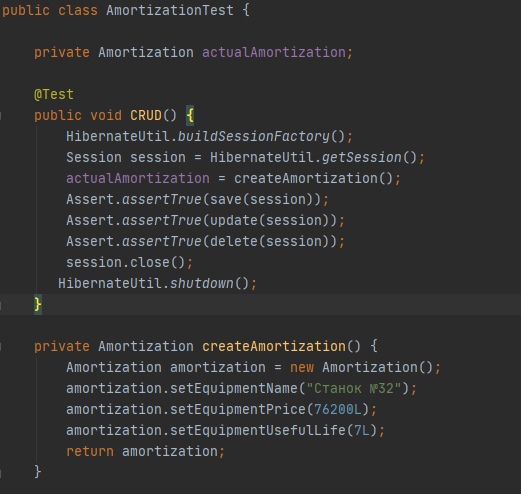 public class AmortizationTest {
private Amortization actualAmortization;
@Test
public void CRUD() {
HibernateUtil.buildSessionFactory();
Session session = HibernateUtil.getSession();
actualAmortization = createAmortization();
Assert.assertTrue(save(session));
Assert.assertTrue(update(session));
Assert.assertTrue(delete(session));
session.close();
HibernateUtil.shutdown();
}
private Amortization createAmortization() {
Amortization amortization = new Amortization();
amortization.setEquipmentName("Станок №32");
amortization.setEquipmentPrice(76200L);
amortization.setEquipmentUsefulLife(7L);
return amortization;
}